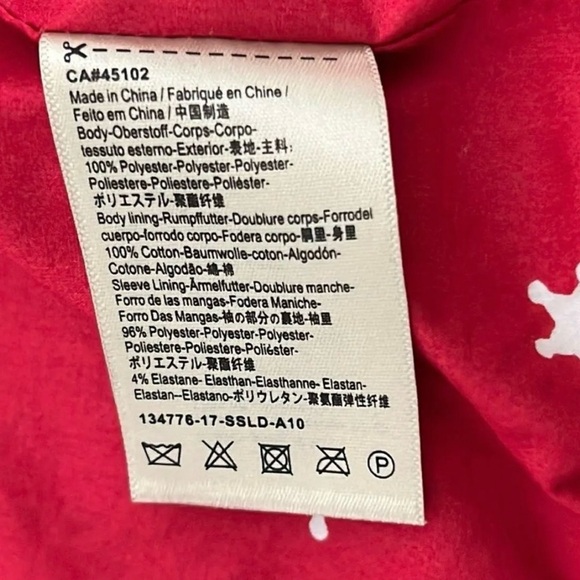 CA#45102
Made in China / Fabriqué en Chine /
Feito em China / 中国制造
Body-Oberstoff-Corps-Corpo-
tessuto esterno-Exterior-表地-主料:
100% Polyester-Polyester-Polyester-
Poliestere-Poliestere-Poliéster-
ポリエステル-聚酯纤维
Body lining-Rumpffutter-Doublure corps-Forrodel
cuerpo-forrodo corpo-Fodera corpo-胴里-身里
100% Cotton-Baumwolle-coton-Algodón-
Cotone-Algodão-綿-棉
Sleeve Lining-Ärmelfutter-Doublure manche-
Forro de las mangas-Fodera Maniche-
Forro Das Mangas-袖の部分の裏地-袖里
96% Polyester-Polyester-Polyester-
Poliestere-Poliestere-Poliéster-
ポリエステル-聚酯纤维
4% Elastane- Elasthan-Elasthanne- Elastan-
Elastan--Elastano-ポリウレタン-聚氨酯弹性纤维
134776-17-SSLD-A10
P